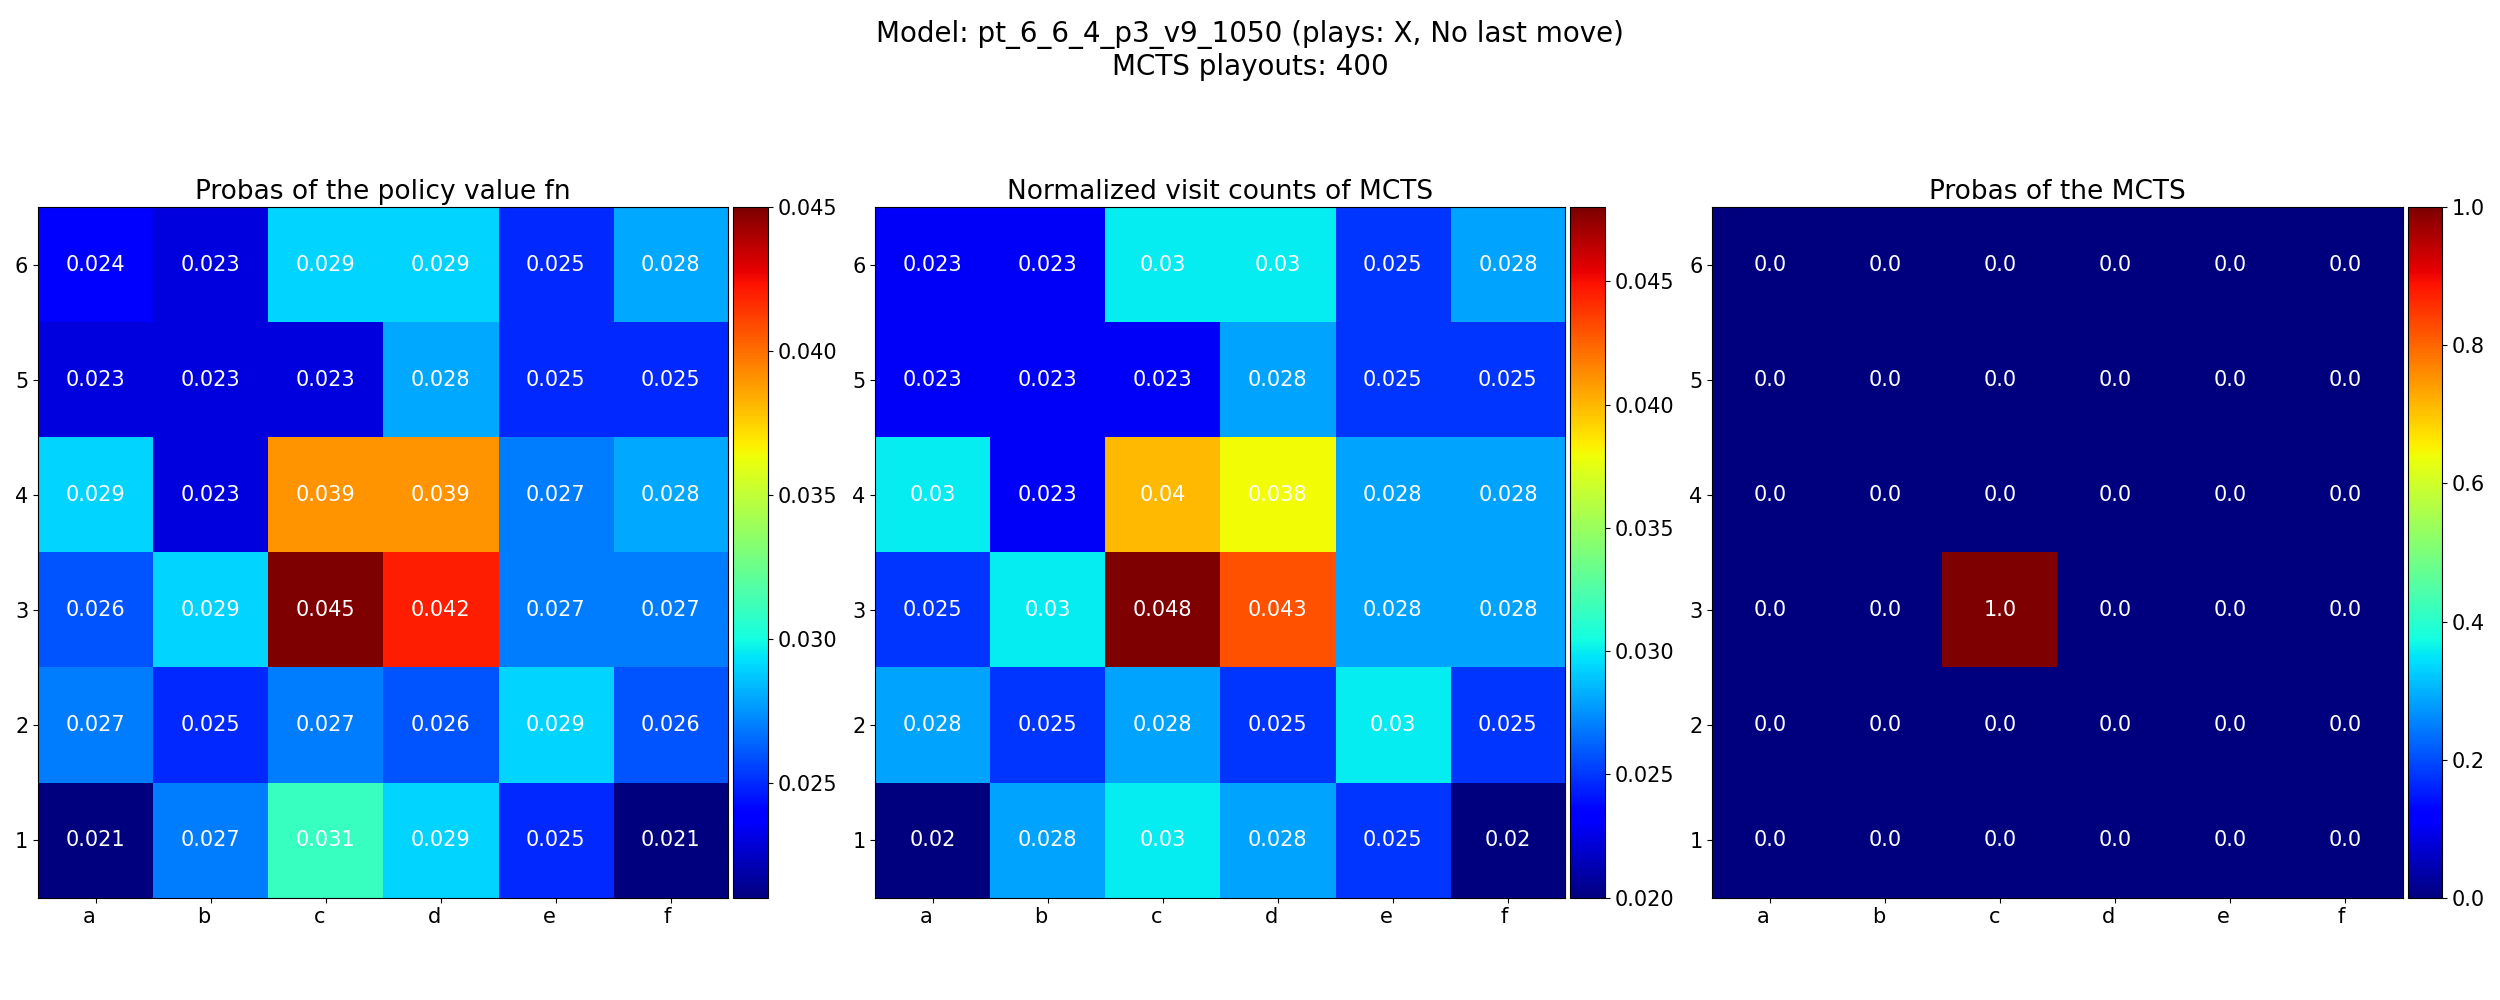 Model: pt_6_6_4_p3_v9_1050 (plays: X, No last move)
MCTS playouts: 400
Probas of the policy value fn
6 0.024 0.023 0.029 0.029 0.025 0.028
5 0.023 0.023 0.023 0.028 0.025 0.025
4 0.029 0.023 0.039 0.039 0.027 0.028
3 0.026 0.029 0.045 0.042 0.027 0.027
2 0.027 0.025 0.027 0.026 0.029 0.026
1 0.021 0.027 0.031 0.029 0.025 0.021
a b c d e f
0.045
0.040
0.035
0.030
0.025
Normalized visit counts of MCTS
6 0.023 0.023 0.03 0.03 0.025 0.028
5 0.023 0.023 0.023 0.028 0.025 0.025
4 0.03 0.023 0.04 0.038 0.028 0.028
3 0.025 0.03 0.048 0.043 0.028 0.028
2 0.028 0.025 0.028 0.025 0.03 0.025
1 0.02 0.028 0.03 0.028 0.025 0.02
a b c d e f
0.045
0.040
0.035
0.030
0.025
0.020
Probas of the MCTS
6 0.0 0.0 0.0 0.0 0.0 0.0
5 0.0 0.0 0.0 0.0 0.0 0.0
4 0.0 0.0 0.0 0.0 0.0 0.0
3 0.0 0.0 1.0 0.0 0.0 0.0
2 0.0 0.0 0.0 0.0 0.0 0.0
1 0.0 0.0 0.0 0.0 0.0 0.0
a b c d e f
1.0
0.8
0.6
0.4
0.2
0.0